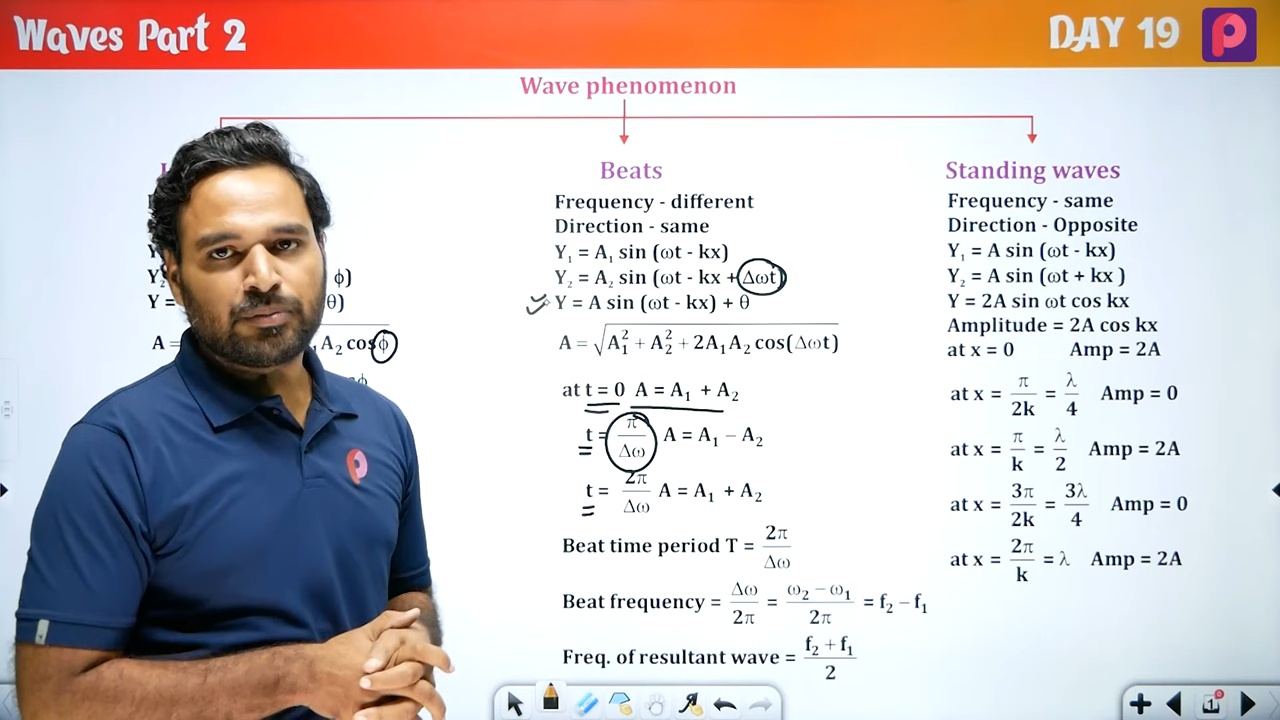 Waves Part 2
DAY 19
Wave phenomenon
Y₂
ϕ)
Y =
θ)
A =
A₂ cosϕ
Beats
Frequency - different
Direction - same
Y₁ = A₁ sin (ωt - kx)
Y₂ = A₂ sin (ωt - kx + Δωt)
Y = A sin (ωt - kx) + θ
A = √(A₁² + A₂² + 2A₁A₂ cos(Δωt))
at t = 0 A = A₁ + A₂
t = π/Δω A = A₁ − A₂
t = 2π/Δω A = A₁ + A₂
Beat time period T = 2π/Δω
Beat frequency = Δω/2π = ω₂ − ω₁/2π = f₂ − f₁
Freq. of resultant wave = f₂ + f₁/2
Standing waves
Frequency - same
Direction - Opposite
Y₁ = A sin (ωt - kx)
Y₂ = A sin (ωt + kx )
Y = 2A sin ωt cos kx
Amplitude = 2A cos kx
at x = 0 Amp = 2A
at x = π/2k = λ/4 Amp = 0
at x = π/k = λ/2 Amp = 2A
at x = 3π/2k = 3λ/4 Amp = 0
at x = 2π/k = λ Amp = 2A